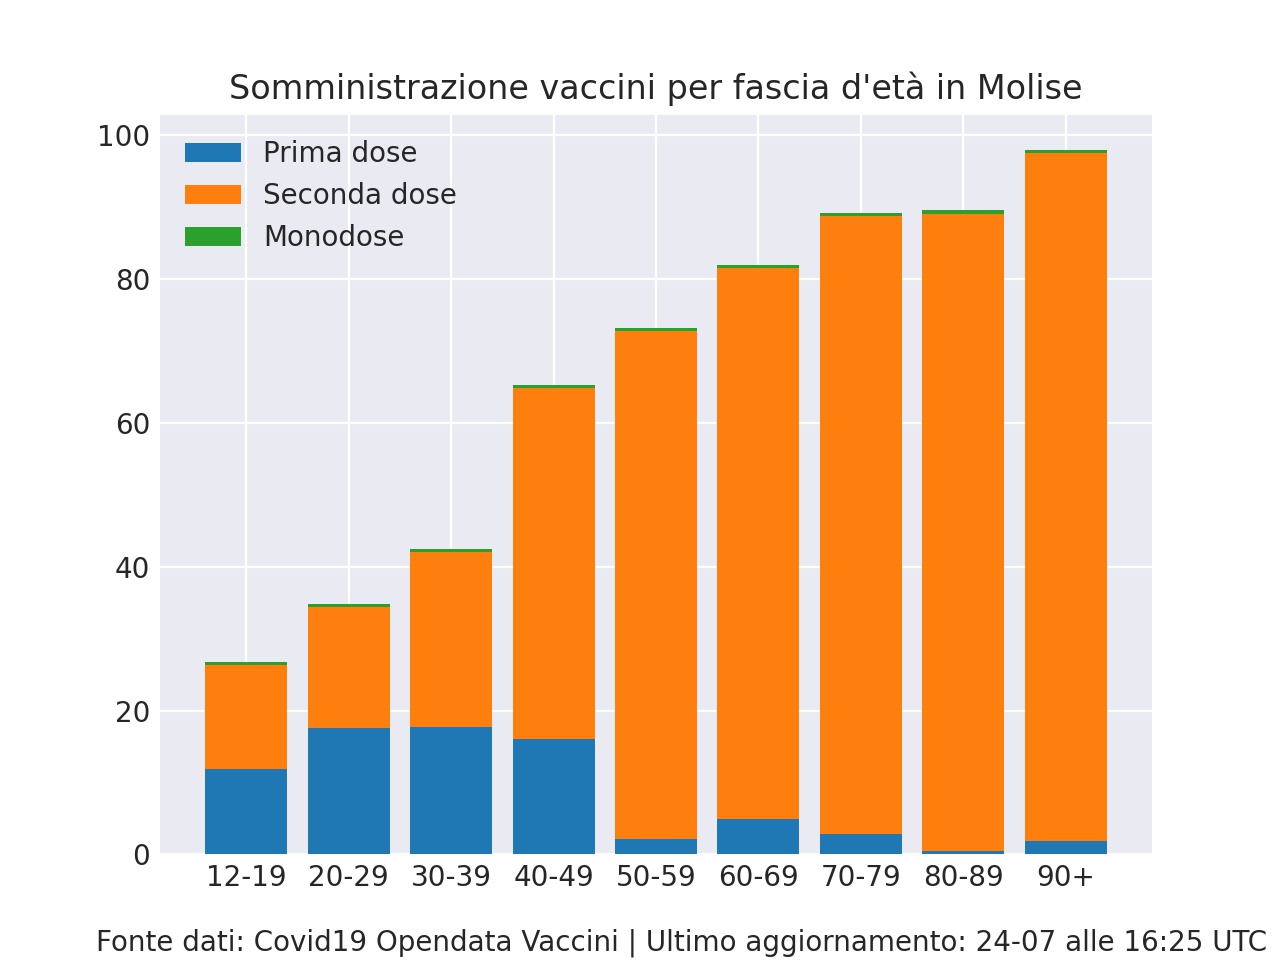 Somministrazione vaccini per fascia d'età in Molise
100
80
60
40
20
0
Prima dose
Seconda dose
Monodose
12-19 20-29 30-39 40-49 50-59 60-69 70-79 80-89 90+
Fonte dati: Covid19 Opendata Vaccini | Ultimo aggiornamento: 24-07 alle 16:25 UTC